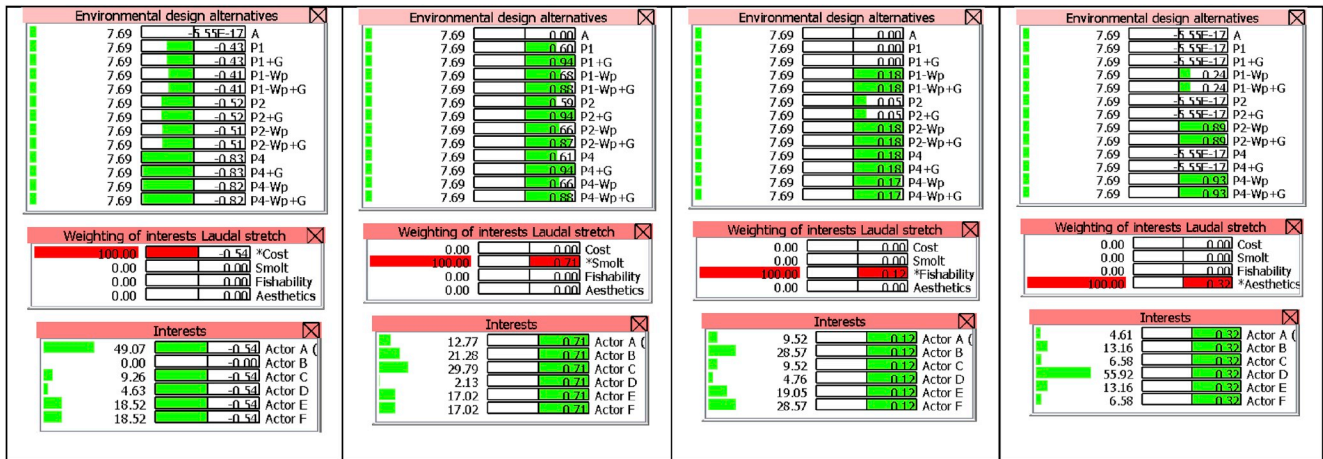 Environmental design alternatives
7.69 -5.55E-17 A
7.69 -0.43 P1
7.69 -0.43 P1+G
7.69 -0.41 P1-Wp
7.69 -0.41 P1-Wp+G
7.69 -0.52 P2
7.69 -0.52 P2+G
7.69 -0.51 P2-Wp
7.69 -0.51 P2-Wp+G
7.69 -0.83 P4
7.69 -0.83 P4+G
7.69 -0.82 P4-Wp
7.69 -0.82 P4-Wp+G
Weighting of interests Laudal stretch
100.00 -0.54 *Cost
0.00 0.00 Smolt
0.00 0.00 Fishability
0.00 0.00 Aesthetics
Interests
49.07 -0.54 Actor A (
0.00 -0.00 Actor B
9.26 -0.54 Actor C
4.63 -0.54 Actor D
18.52 -0.54 Actor E
18.52 -0.54 Actor F
Environmental design alternatives
7.69 0.00 A
7.69 0.60 P1
7.69 0.94 P1+G
7.69 0.68 P1-Wp
7.69 0.88 P1-Wp+G
7.69 0.59 P2
7.69 0.94 P2+G
7.69 0.66 P2-Wp
7.69 0.87 P2-Wp+G
7.69 0.61 P4
7.69 0.94 P4+G
7.69 0.66 P4-Wp
7.69 0.88 P4-Wp+G
Weighting of interests Laudal stretch
0.00 0.00 Cost
100.00 0.71 *Smolt
0.00 0.00 Fishability
0.00 0.00 Aesthetics
Interests
12.77 0.71 Actor A (
21.28 0.71 Actor B
29.79 0.71 Actor C
2.13 0.71 Actor D
17.02 0.71 Actor E
17.02 0.71 Actor F
Environmental design alternatives
7.69 0.00 A
7.69 0.00 P1
7.69 0.00 P1+G
7.69 0.18 P1-Wp
7.69 0.18 P1-Wp+G
7.69 0.05 P2
7.69 0.05 P2+G
7.69 0.18 P2-Wp
7.69 0.18 P2-Wp+G
7.69 0.18 P4
7.69 0.18 P4+G
7.69 0.17 P4-Wp
7.69 0.17 P4-Wp+G
Weighting of interests Laudal stretch
0.00 0.00 Cost
0.00 0.00 Smolt
100.00 0.12 *Fishability
0.00 0.00 Aesthetics
Interests
9.52 0.12 Actor A (
28.57 0.12 Actor B
9.52 0.12 Actor C
4.76 0.12 Actor D
19.05 0.12 Actor E
28.57 0.12 Actor F
Environmental design alternatives
7.69 -5.55E-17 A
7.69 -5.55E-17 P1
7.69 -5.55E-17 P1+G
7.69 0.24 P1-Wp
7.69 0.24 P1-Wp+G
7.69 -5.55E-17 P2
7.69 -5.55E-17 P2+G
7.69 0.89 P2-Wp
7.69 0.89 P2-Wp+G
7.69 -5.55E-17 P4
7.69 -5.55E-17 P4+G
7.69 0.93 P4-Wp
7.69 0.93 P4-Wp+G
Weighting of interests Laudal stretch
0.00 0.00 Cost
0.00 0.00 Smolt
0.00 0.00 Fishability
100.00 0.32 *Aesthetics
Interests
4.61 0.32 Actor A (
13.16 0.32 Actor B
6.58 0.32 Actor C
55.92 0.32 Actor D
13.16 0.32 Actor E
6.58 0.32 Actor F